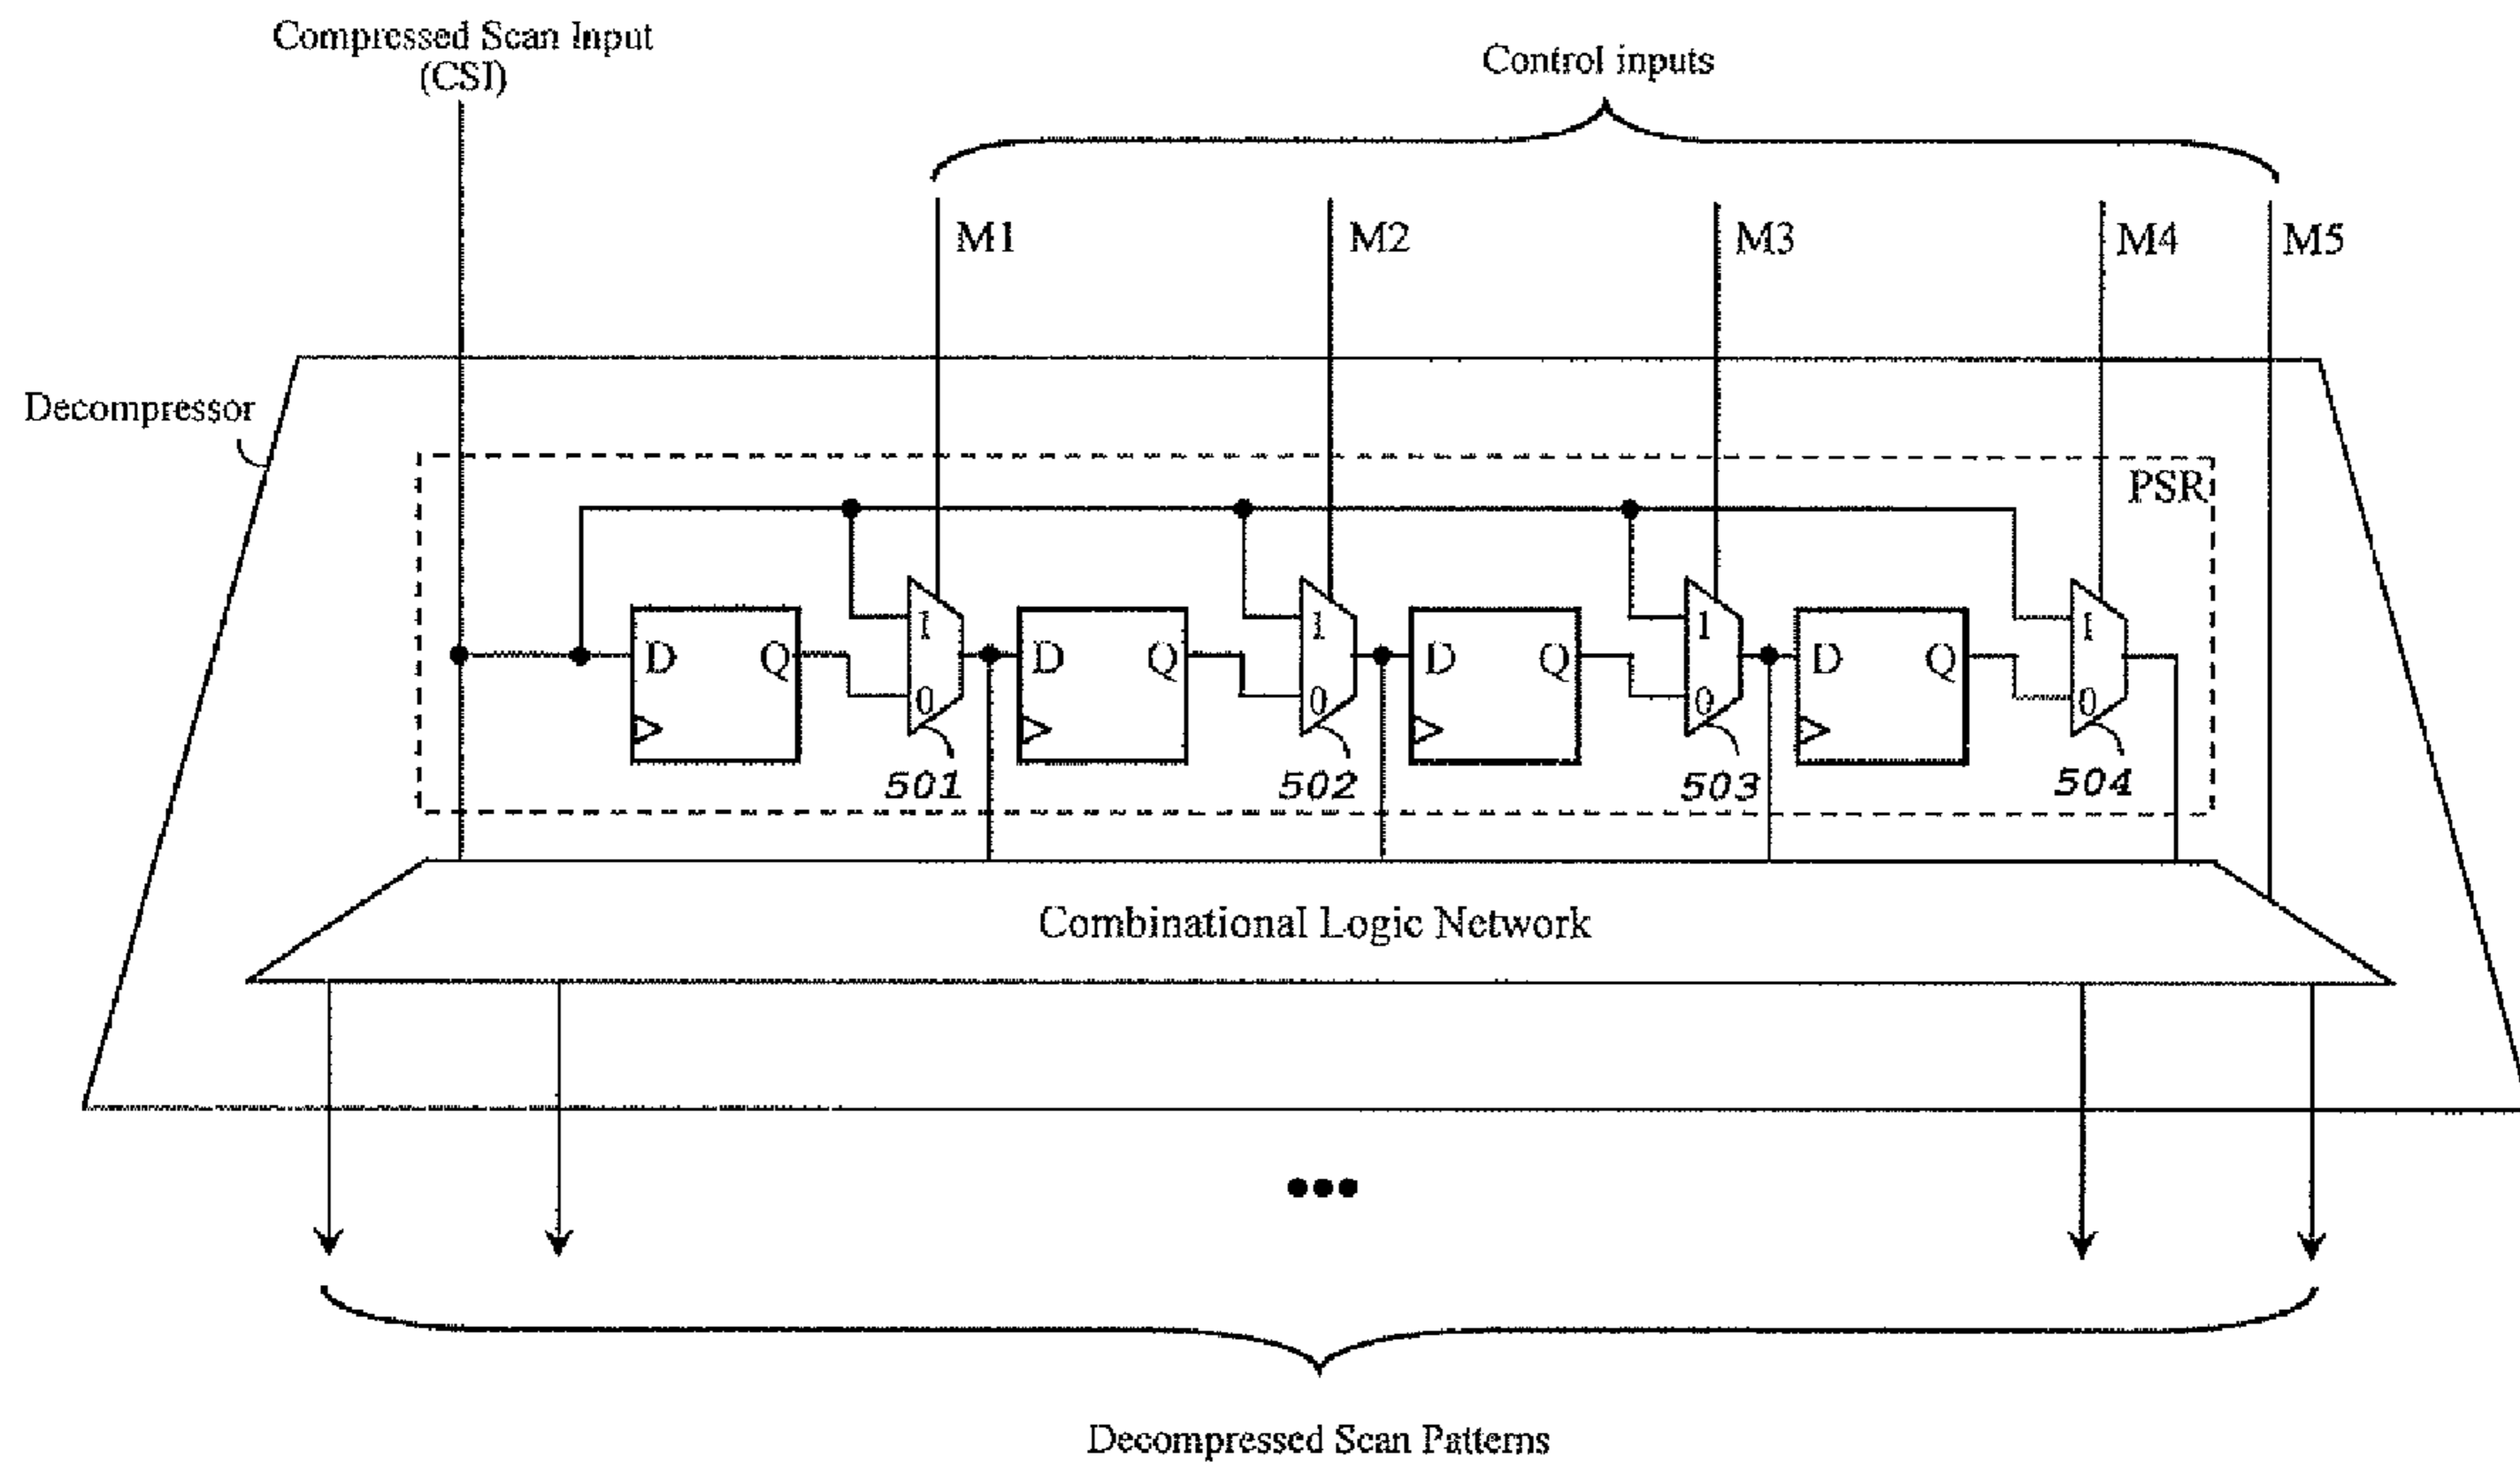 Compressed Scan Input
(CSI)
Control inputs
M1
M2
M3
M4
M5
Decompressor
PSR
1
1
1
1
D
Q
D
Q
D
Q
D
Q
0
0
0
0
501
502
503
504
Combinational Logic Network
Decompressed Scan Patterns